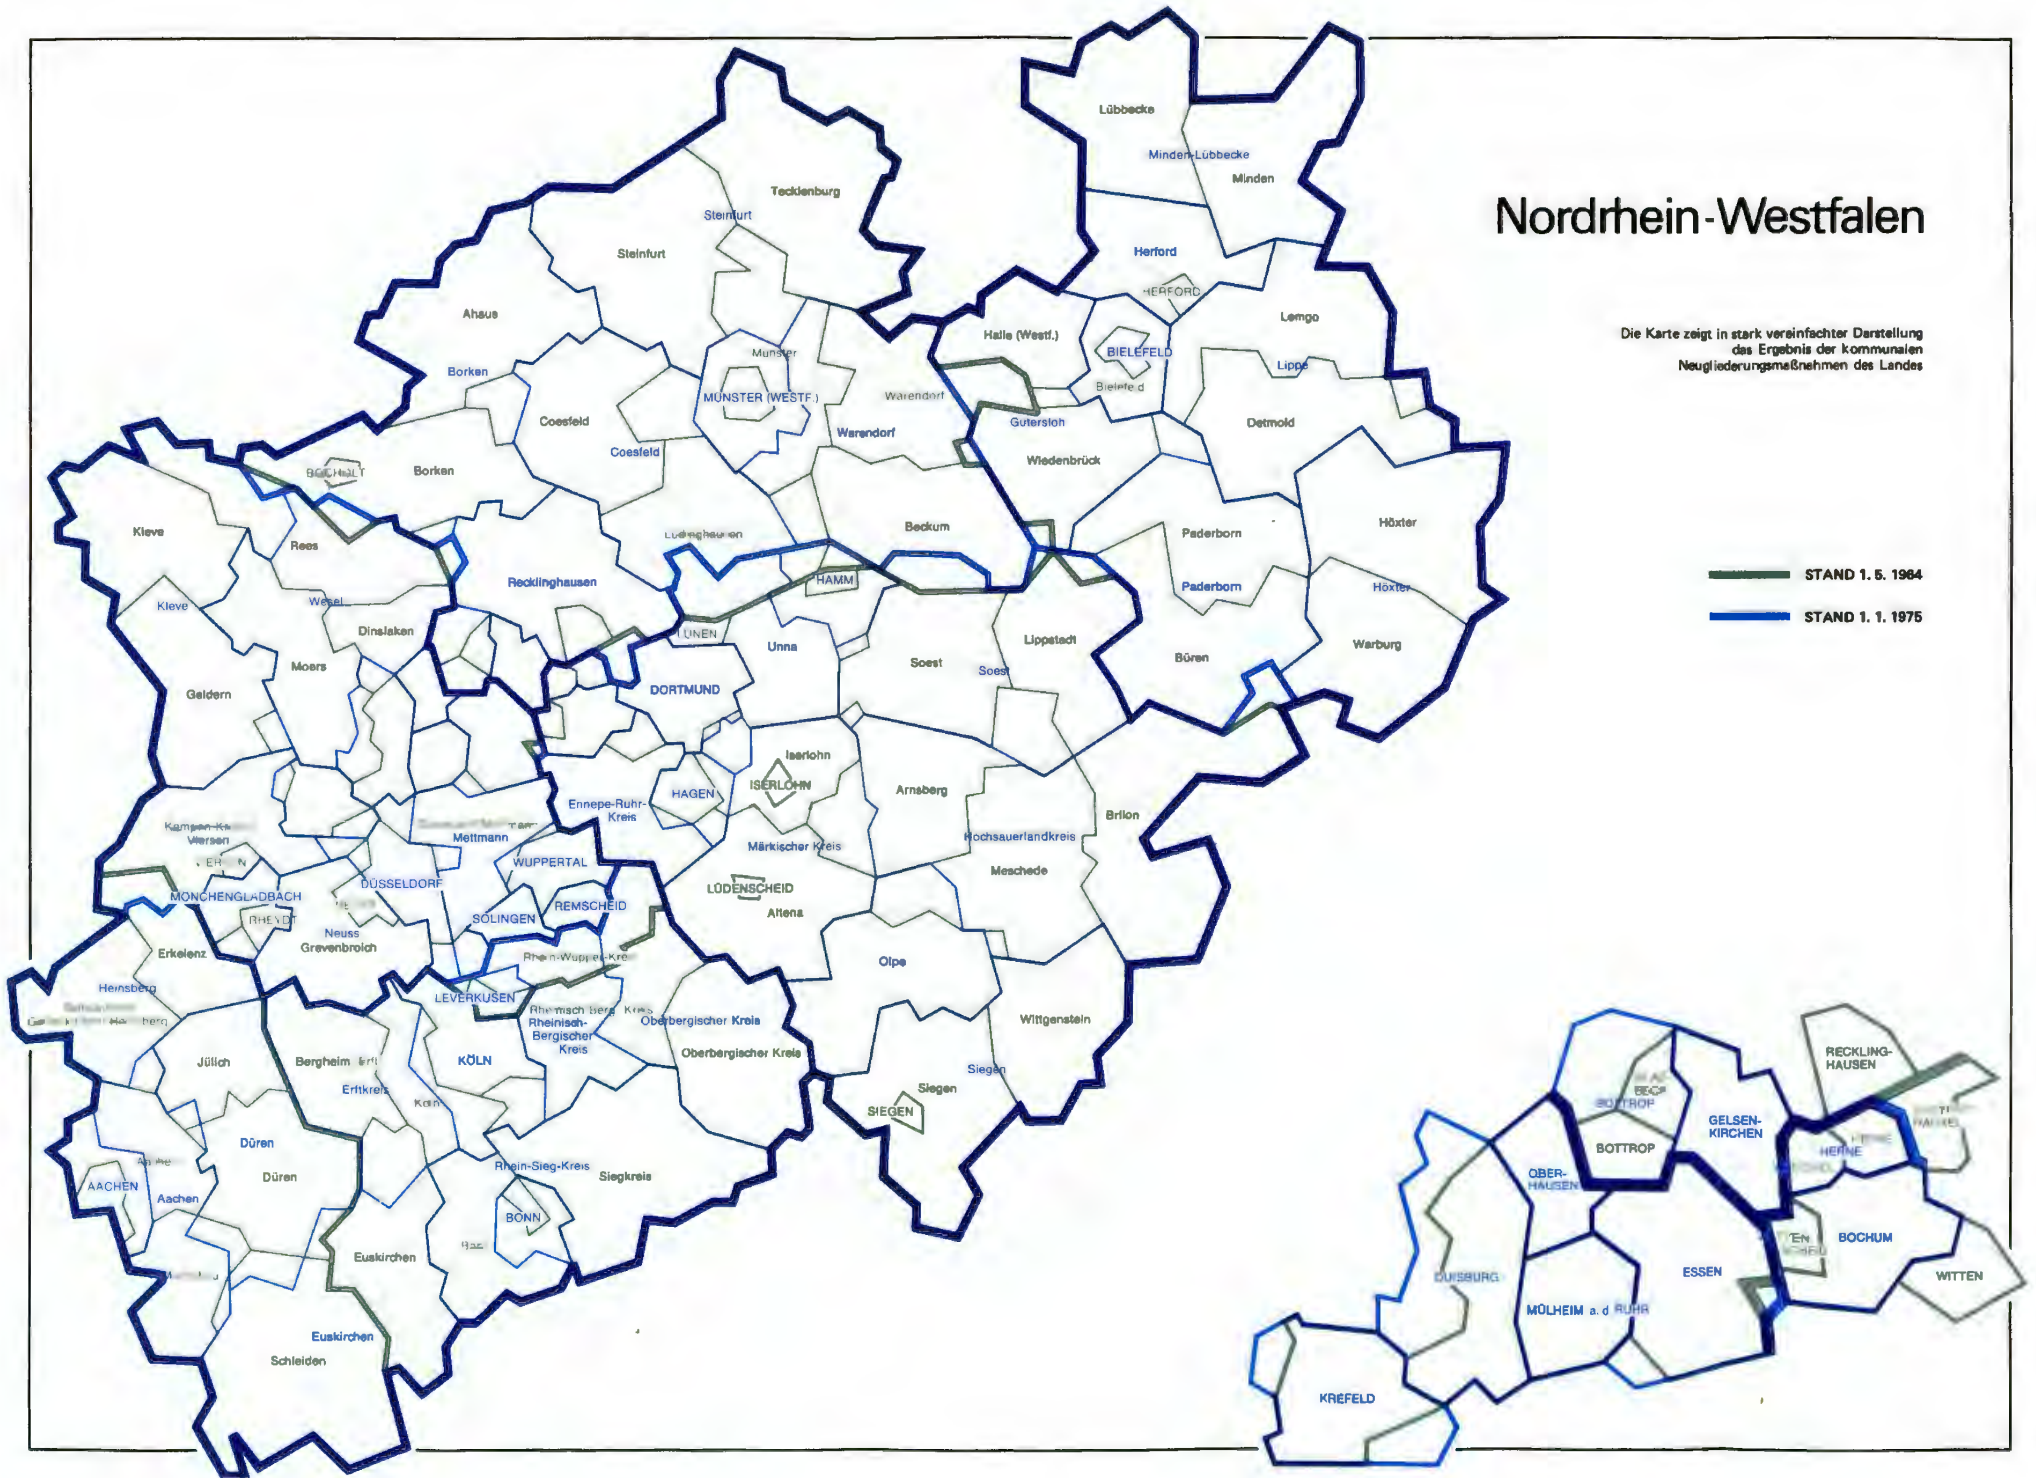 Nordrhein-Westfalen
Die Karte zeigt in stark vereinfachter Darstellung
das Ergebnis der kommunalen
Neugliederungsmaßnahmen des Landes
STAND 1. 5. 1964
STAND 1. 1. 1975
Lübbecke
Minden-Lübbecke
Minden
Tecklenburg
Steinfurt
Steinfurt
Herford
HERFORD
Ahaus
Lemgo
Halle (Westf.)
Münster
BIELEFELD
Lippe
Borken
MÜNSTER (WESTF.)
Warendorf
Bielefeld
Coesfeld
Gütersloh
Detmold
Warendorf
Coesfeld
Wiedenbrück
BOCHOLT
Borken
Kleve
Rees
Lüdinghausen
Beckum
Paderborn
Höxter
Recklinghausen
HAMM
Paderborn
Höxter
Kleve
Wesel
Dinslaken
LÜNEN
Unna
Lippstadt
Warburg
Moers
Soest
Soest
Büren
Geldern
DORTMUND
Iserlohn
ISERLOHN
HAGEN
Arnsberg
Ennepe-Ruhr-
Kreis
Brilon
Viersen
Mettmann
Märkischer Kreis
Hochsauerlandkreis
WUPPERTAL
Meschede
DÜSSELDORF
LÜDENSCHEID
MÖNCHENGLADBACH
SOLINGEN
REMSCHEID
Altena
RHEYDT
Neuss
Grevenbroich
Erkelenz
Rhein-Wupper-Kreis
Olpe
Heinsberg
LEVERKUSEN
Rheinisch-
Bergischer
Kreis
Oberbergischer Kreis
Wittgenstein
Oberbergischer Kreis
Jülich
Bergheim
KÖLN
Siegen
Siegen
Erftkreis
Köln
SIEGEN
Düren
Düren
Rhein-Sieg-Kreis
Siegkreis
AACHEN
Aachen
BONN
Euskirchen
Euskirchen
Schleiden
RECKLING-
HAUSEN
BOTTROP
GELSEN-
KIRCHEN
BOTTROP
HERNE
OBER-
HAUSEN
BOCHUM
DUISBURG
ESSEN
WITTEN
MÜLHEIM a. d. RUHR
KREFELD